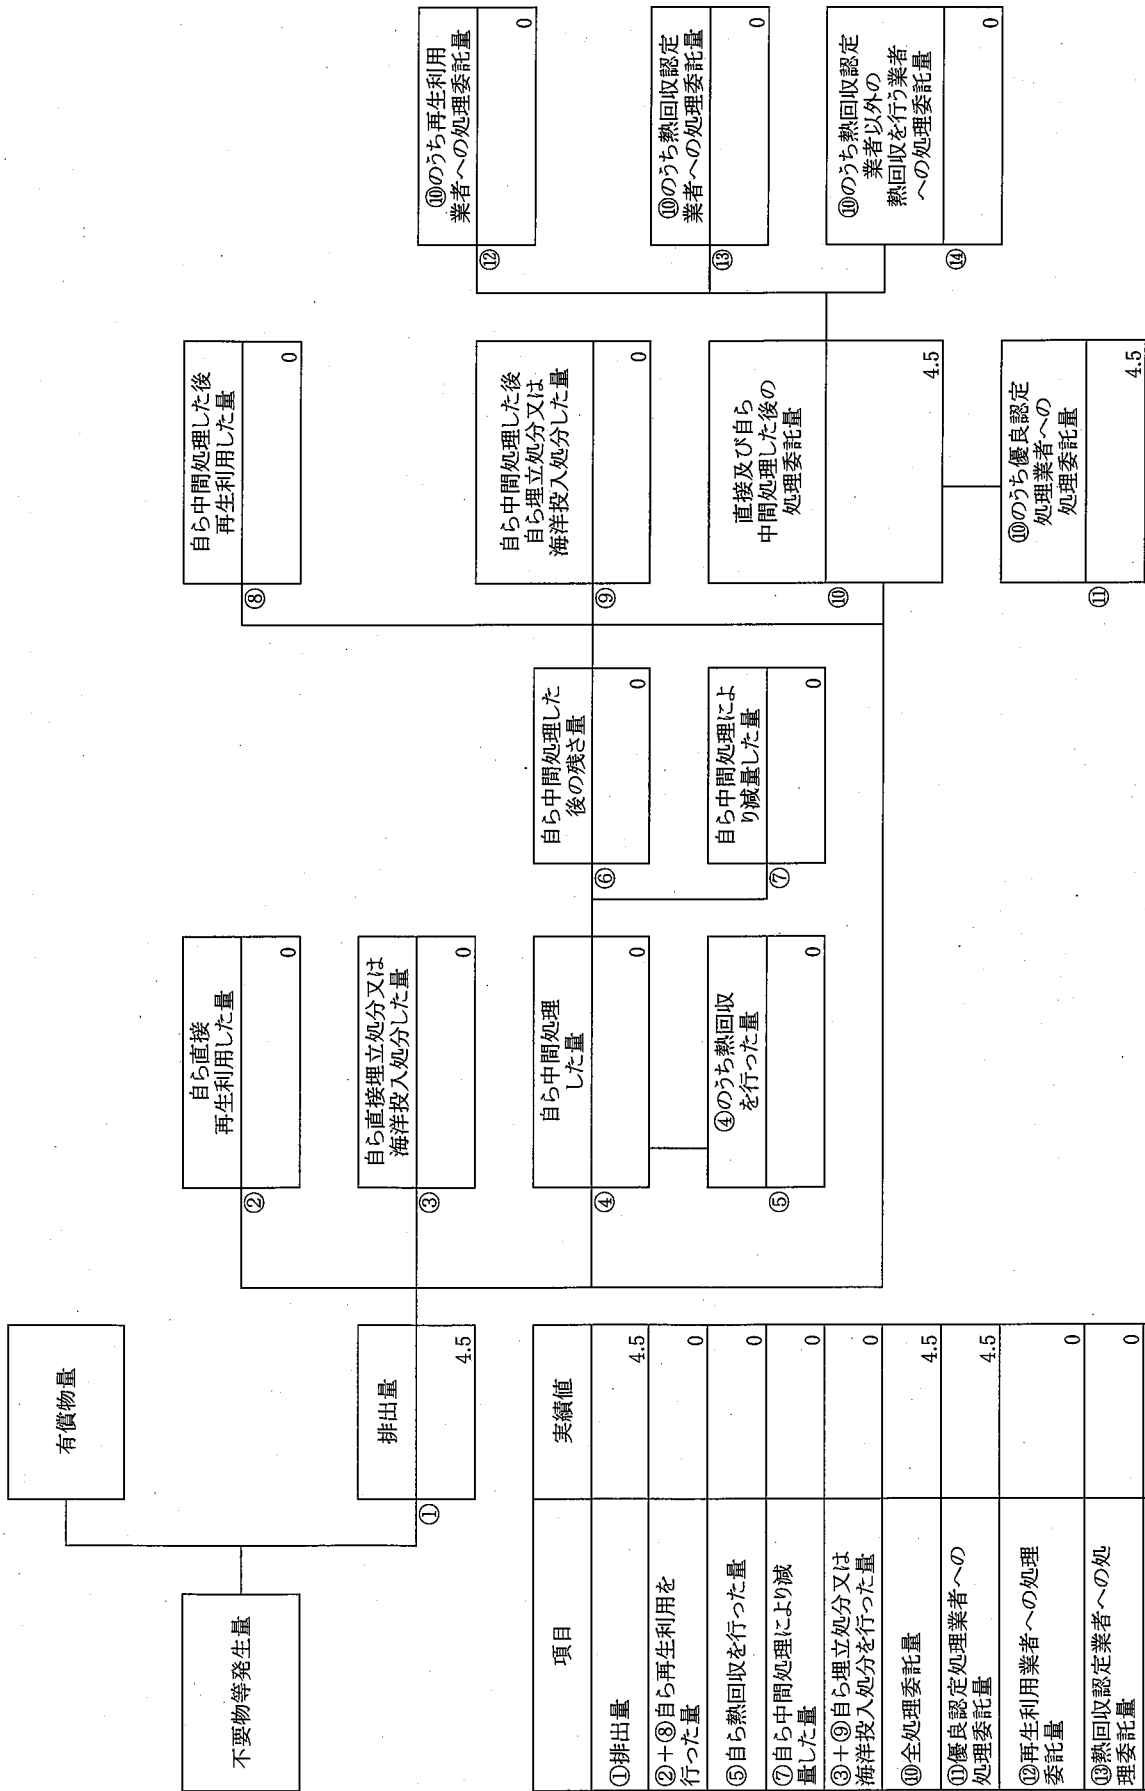 不要物等発生量
有償物量
①
排出量
4.5
②
自ら直接
再生利用した量
0
③
自ら直接埋立処分又は
海洋投入処分した量
0
④
自ら中間処理
した量
0
⑤
④のうち熱回収
を行った量
0
⑥
自ら中間処理した
後の残さ量
0
⑦
自ら中間処理によ
り減量した量
0
⑧
自ら中間処理した後
再生利用した量
0
⑨
自ら中間処理した後
自ら埋立処分又は
海洋投入処分した量
0
⑩
直接及び自ら
中間処理した後の
処理委託量
4.5
⑪
⑩のうち優良認定
処理業者への
処理委託量
4.5
⑫
⑩のうち再生利用
業者への処理委託量
0
⑬
⑩のうち熱回収認定
業者への処理委託量
0
⑭
⑩のうち熱回収認定
業者以外の
熱回収を行う業者
への処理委託量
0
項目 実績値
①排出量 4.5
②+⑧自ら再生利用を
行った量 0
⑤自ら熱回収を行った量 0
⑦自ら中間処理により減
量した量 0
③+⑨自ら埋立処分又は
海洋投入処分を行った量 0
⑩全処理委託量 4.5
⑪優良認定処理業者への
処理委託量 4.5
⑫再生利用業者への処理
委託量 0
⑬熱回収認定業者への処
理委託量 0